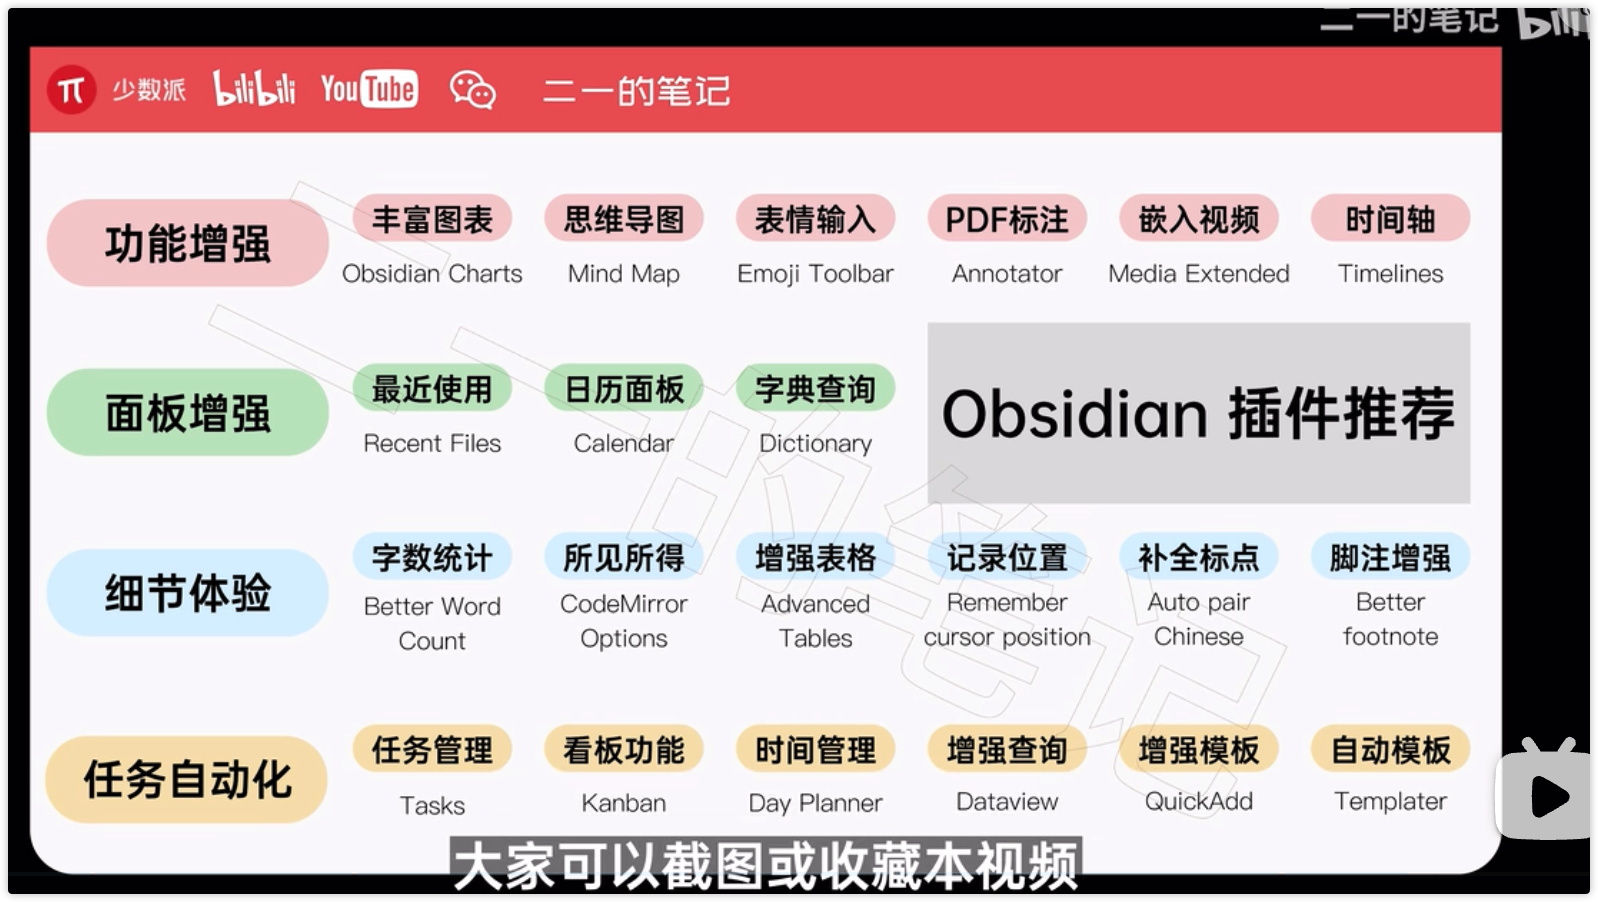 二一的笔记 bilibili
π 少数派 bilibili YouTube 二一的笔记
功能增强
丰富图表 思维导图 表情输入 PDF标注 嵌入视频 时间轴
Obsidian Charts Mind Map Emoji Toolbar Annotator Media Extended Timelines
面板增强
最近使用 日历面板 字典查询
Recent Files Calendar Dictionary
Obsidian 插件推荐
细节体验
字数统计 所见所得 增强表格 记录位置 补全标点 脚注增强
Better Word CodeMirror Advanced Remember Auto pair Better
Count Options Tables cursor position Chinese footnote
任务自动化
任务管理 看板功能 时间管理 增强查询 增强模板 自动模板
Tasks Kanban Day Planner Dataview QuickAdd Templater
二一的笔记
大家可以截图或收藏本视频